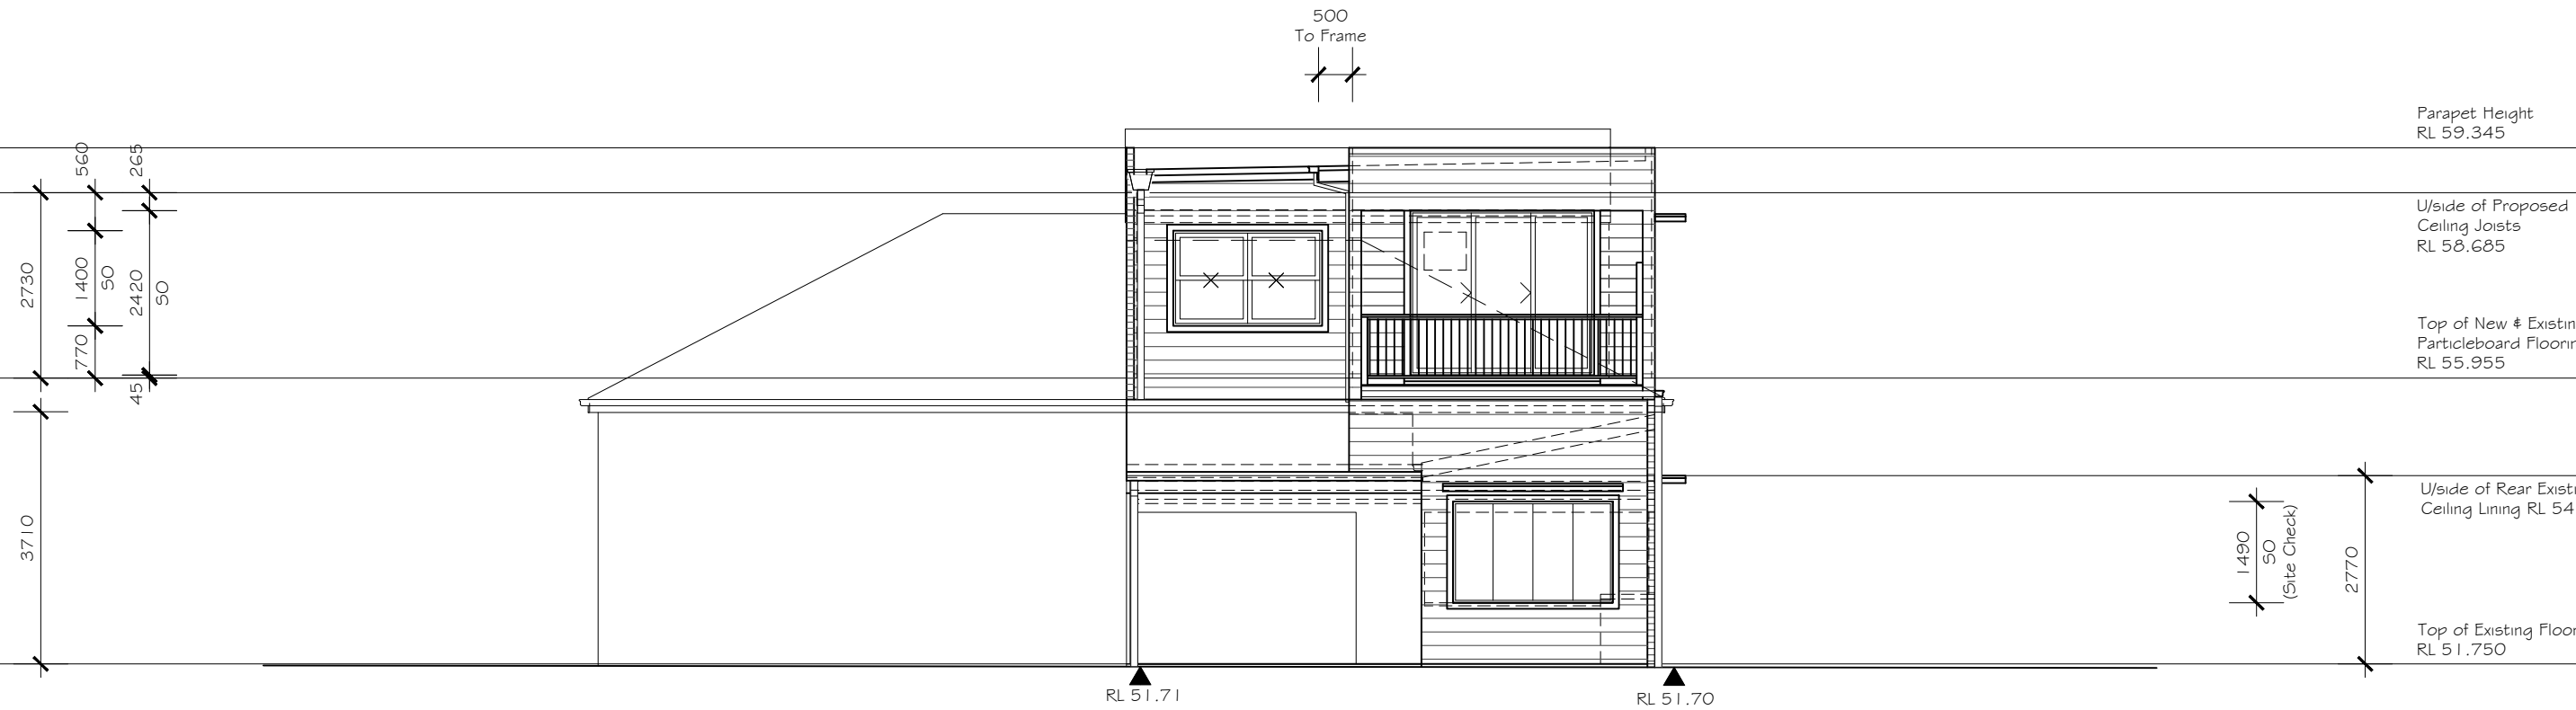 500
To Frame
Parapet Height
RL 59.345
560
265
U/side of Proposed
Ceiling Joists
RL 58.685
2730
1400
SO
2420
SO
770
45
Top of New & Existin
Particleboard Floorin
RL 55.955
3710
U/side of Rear Existi
Ceiling Lining RL 54
1490
SO
(Site Check)
2770
Top of Existing Floor
RL 51.750
RL 51.71
RL 51.70